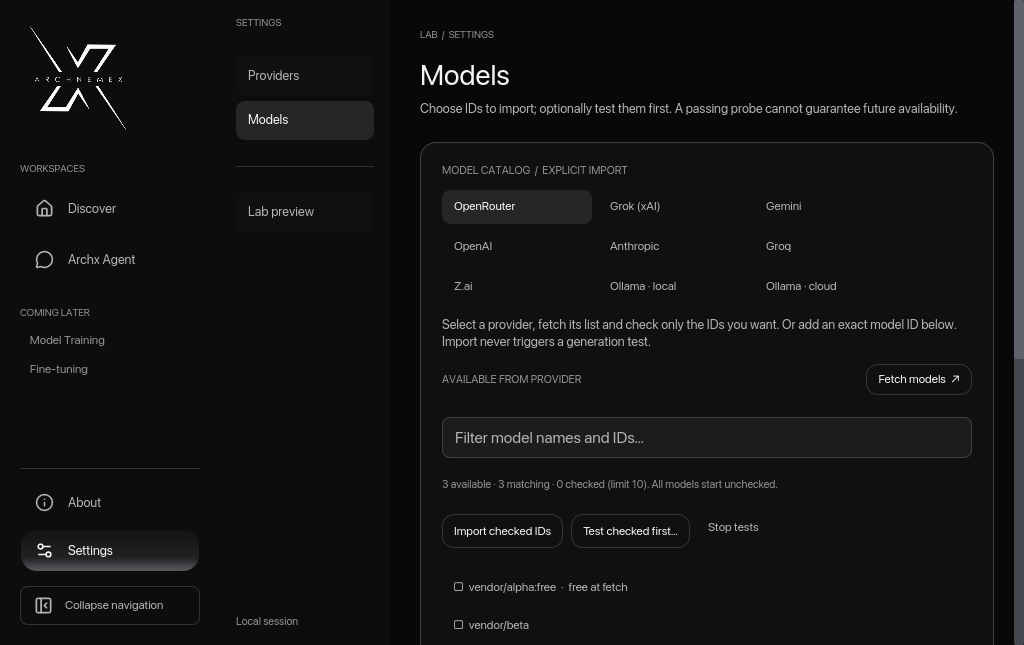 ARCHNEMEX
WORKSPACES
Discover
Archx Agent
COMING LATER
Model Training
Fine-tuning
About
Settings
Collapse navigation
SETTINGS
Providers
Models
Lab preview
Local session
LAB / SETTINGS
Models
Choose IDs to import; optionally test them first. A passing probe cannot guarantee future availability.
MODEL CATALOG / EXPLICIT IMPORT
OpenRouter
Grok (xAI)
Gemini
OpenAI
Anthropic
Groq
Z.ai
Ollama · local
Ollama · cloud
Select a provider, fetch its list and check only the IDs you want. Or add an exact model ID below.
Import never triggers a generation test.
AVAILABLE FROM PROVIDER
Fetch models ↗
Filter model names and IDs…
3 available · 3 matching · 0 checked (limit 10). All models start unchecked.
Import checked IDs
Test checked first…
Stop tests
vendor/alpha:free · free at fetch
vendor/beta